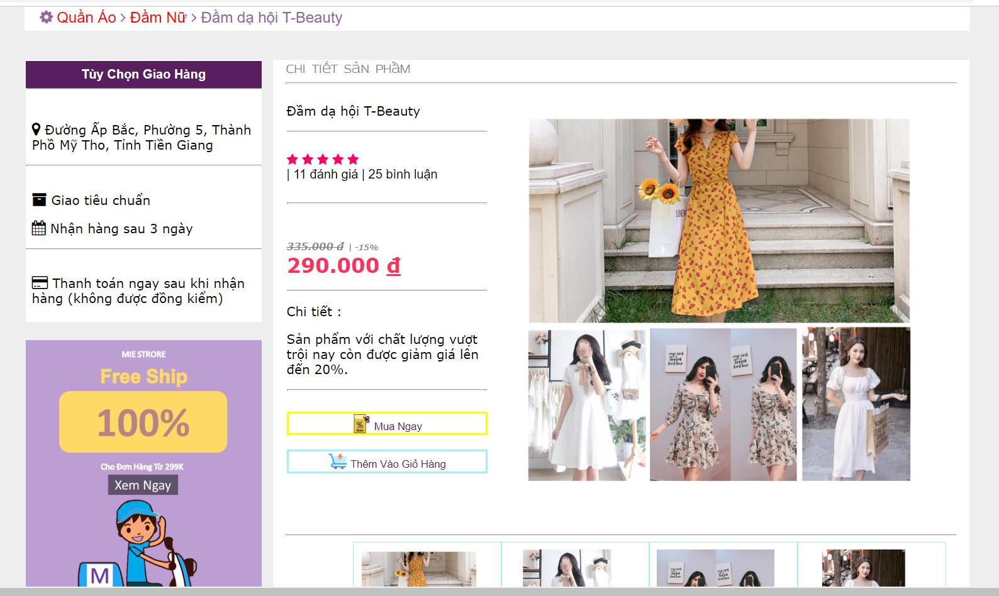 Quần Áo > Đầm Nữ > Đầm dạ hội T-Beauty
Tùy Chọn Giao Hàng
Đường Ấp Bắc, Phường 5, Thành
Phồ Mỹ Tho, Tỉnh Tiền Giang
Giao tiêu chuẩn
Nhận hàng sau 3 ngày
Thanh toán ngay sau khi nhận
hàng (không được đồng kiểm)
MIE STRORE
Free Ship
100%
Cho Đơn Hàng Từ 299K
Xem Ngay
M
CHI TIẾT SẢN PHẦM
Đầm dạ hội T-Beauty
| 11 đánh giá | 25 bình luận
335.000 đ | -15%
290.000 đ
Chi tiết :
Sản phẩm với chất lượng vượt
trội nay còn được giảm giá lên
đến 20%.
Mua Ngay
Thêm Vào Giỏ Hàng